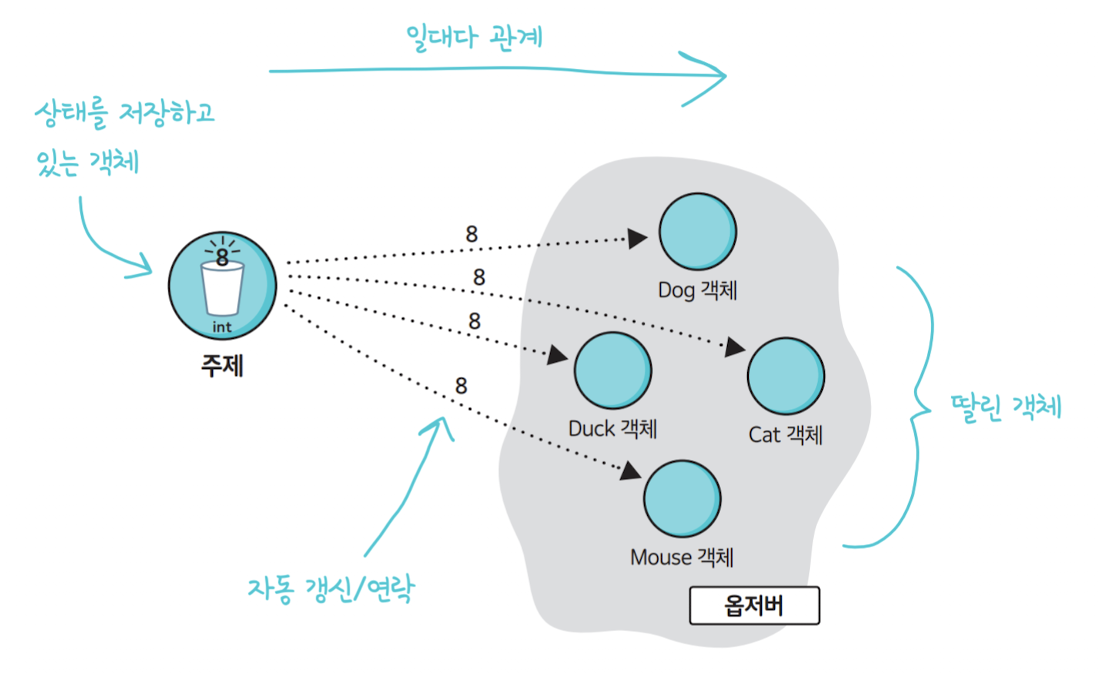 일대다 관계
상태를 저장하고
있는 객체
8
int
주제
8
8
8
8
Dog 객체
Duck 객체
Cat 객체
Mouse 객체
딸린 객체
자동 갱신/연락
옵저버